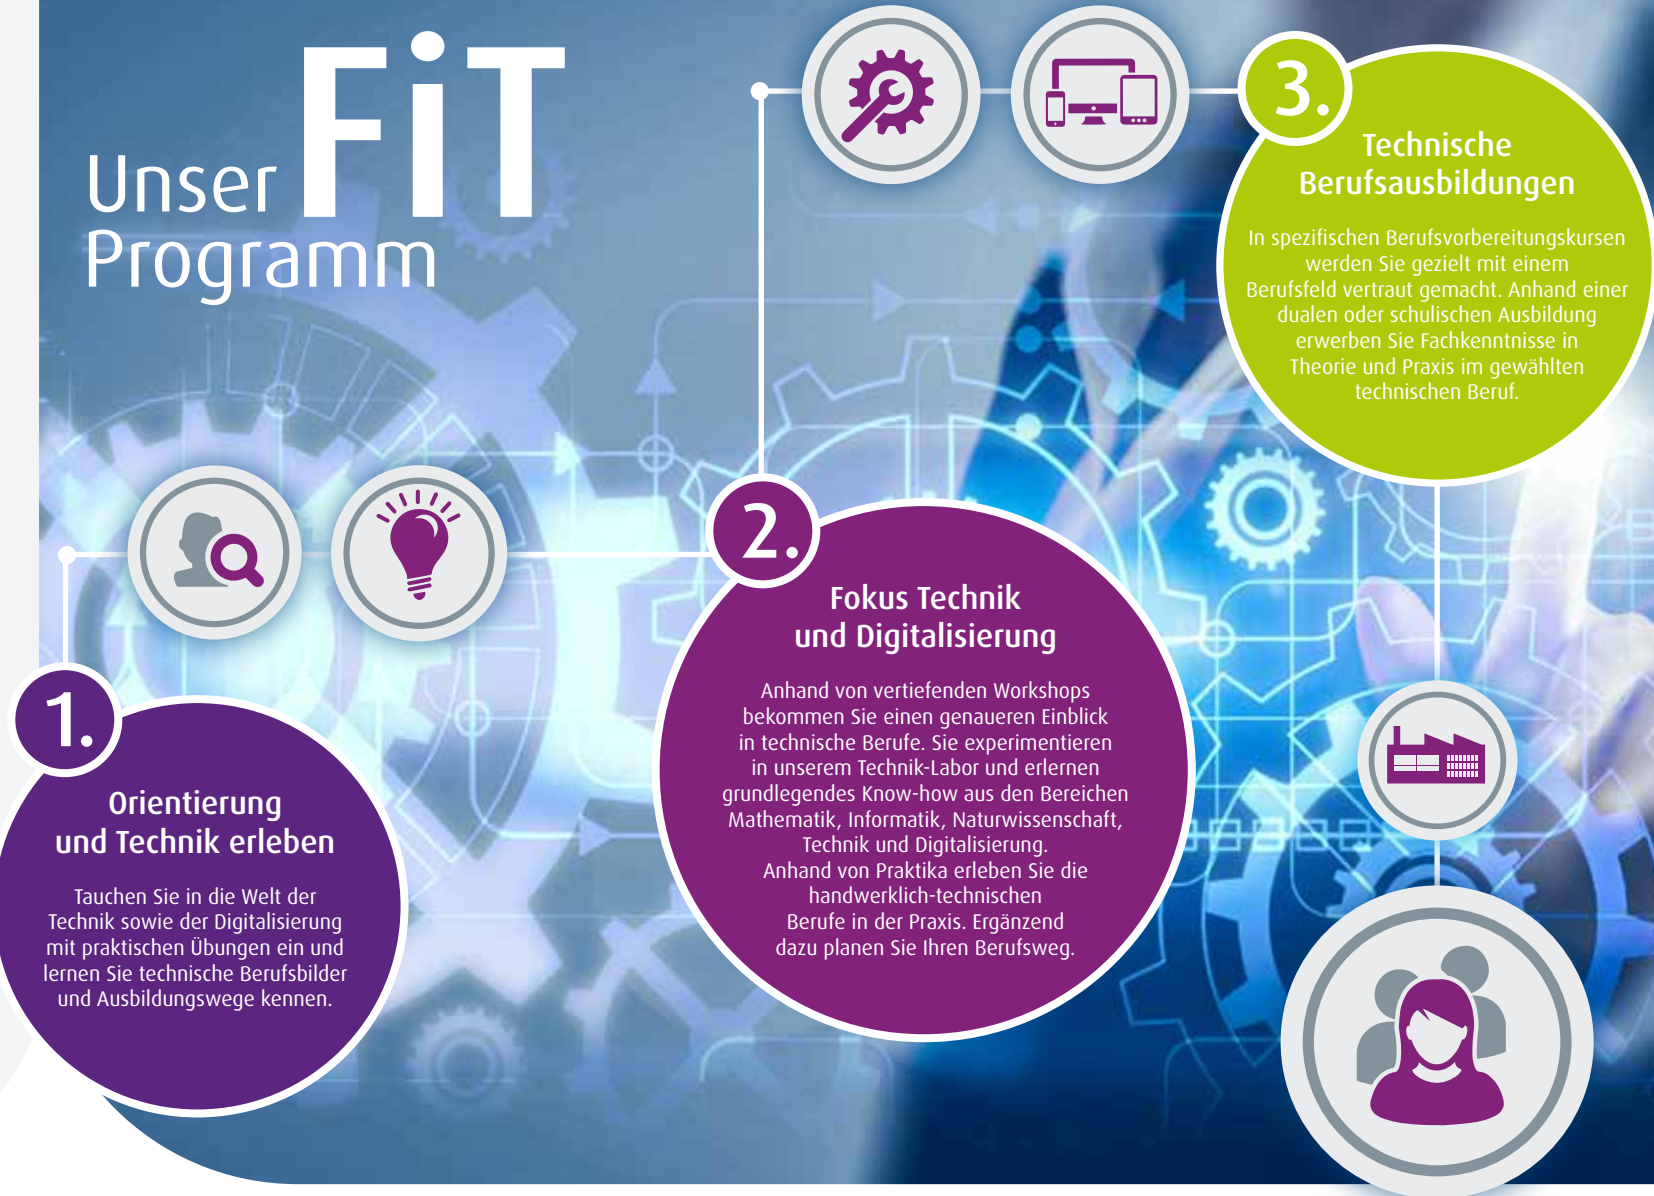 Unser FiT
Programm
1.
Orientierung
und Technik erleben
Tauchen Sie in die Welt der
Technik sowie der Digitalisierung
mit praktischen Übungen ein und
lernen Sie technische Berufsbilder
und Ausbildungswege kennen.
2.
Fokus Technik
und Digitalisierung
Anhand von vertiefenden Workshops
bekommen Sie einen genaueren Einblick
in technische Berufe. Sie experimentieren
in unserem Technik-Labor und erlernen
grundlegendes Know-how aus den Bereichen
Mathematik, Informatik, Naturwissenschaft,
Technik und Digitalisierung.
Anhand von Praktika erleben Sie die
handwerklich-technischen
Berufe in der Praxis. Ergänzend
dazu planen Sie Ihren Berufsweg.
3.
Technische
Berufsausbildungen
In spezifischen Berufsvorbereitungskursen
werden Sie gezielt mit einem
Berufsfeld vertraut gemacht. Anhand einer
dualen oder schulischen Ausbildung
erwerben Sie Fachkenntnisse in
Theorie und Praxis im gewählten
technischen Beruf.